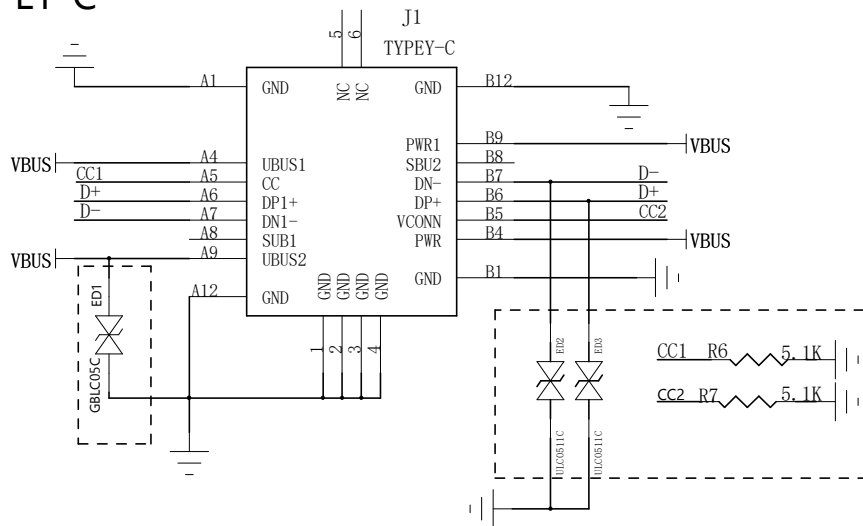 J1
TYPEY-C
5
6
A1
GND
NC
NC
GND
B12
PWR1
B9
VBUS
VBUS
A4
UBUS1
SBU2
B8
CC1
A5
CC
DN-
B7
D-
D+
A6
DP1+
DP+
B6
D+
D-
A7
DN1-
VCONN
B5
CC2
A8
SUB1
PWR
B4
VBUS
VBUS
A9
UBUS2
GND
B1
A12
GND
GND
GND
GND
GND
1
2
3
4
ED1
GBLC05C
ED2
ED3
ULC0511C
ULC0511C
CC1 R6 5.1K
CC2 R7 5.1K